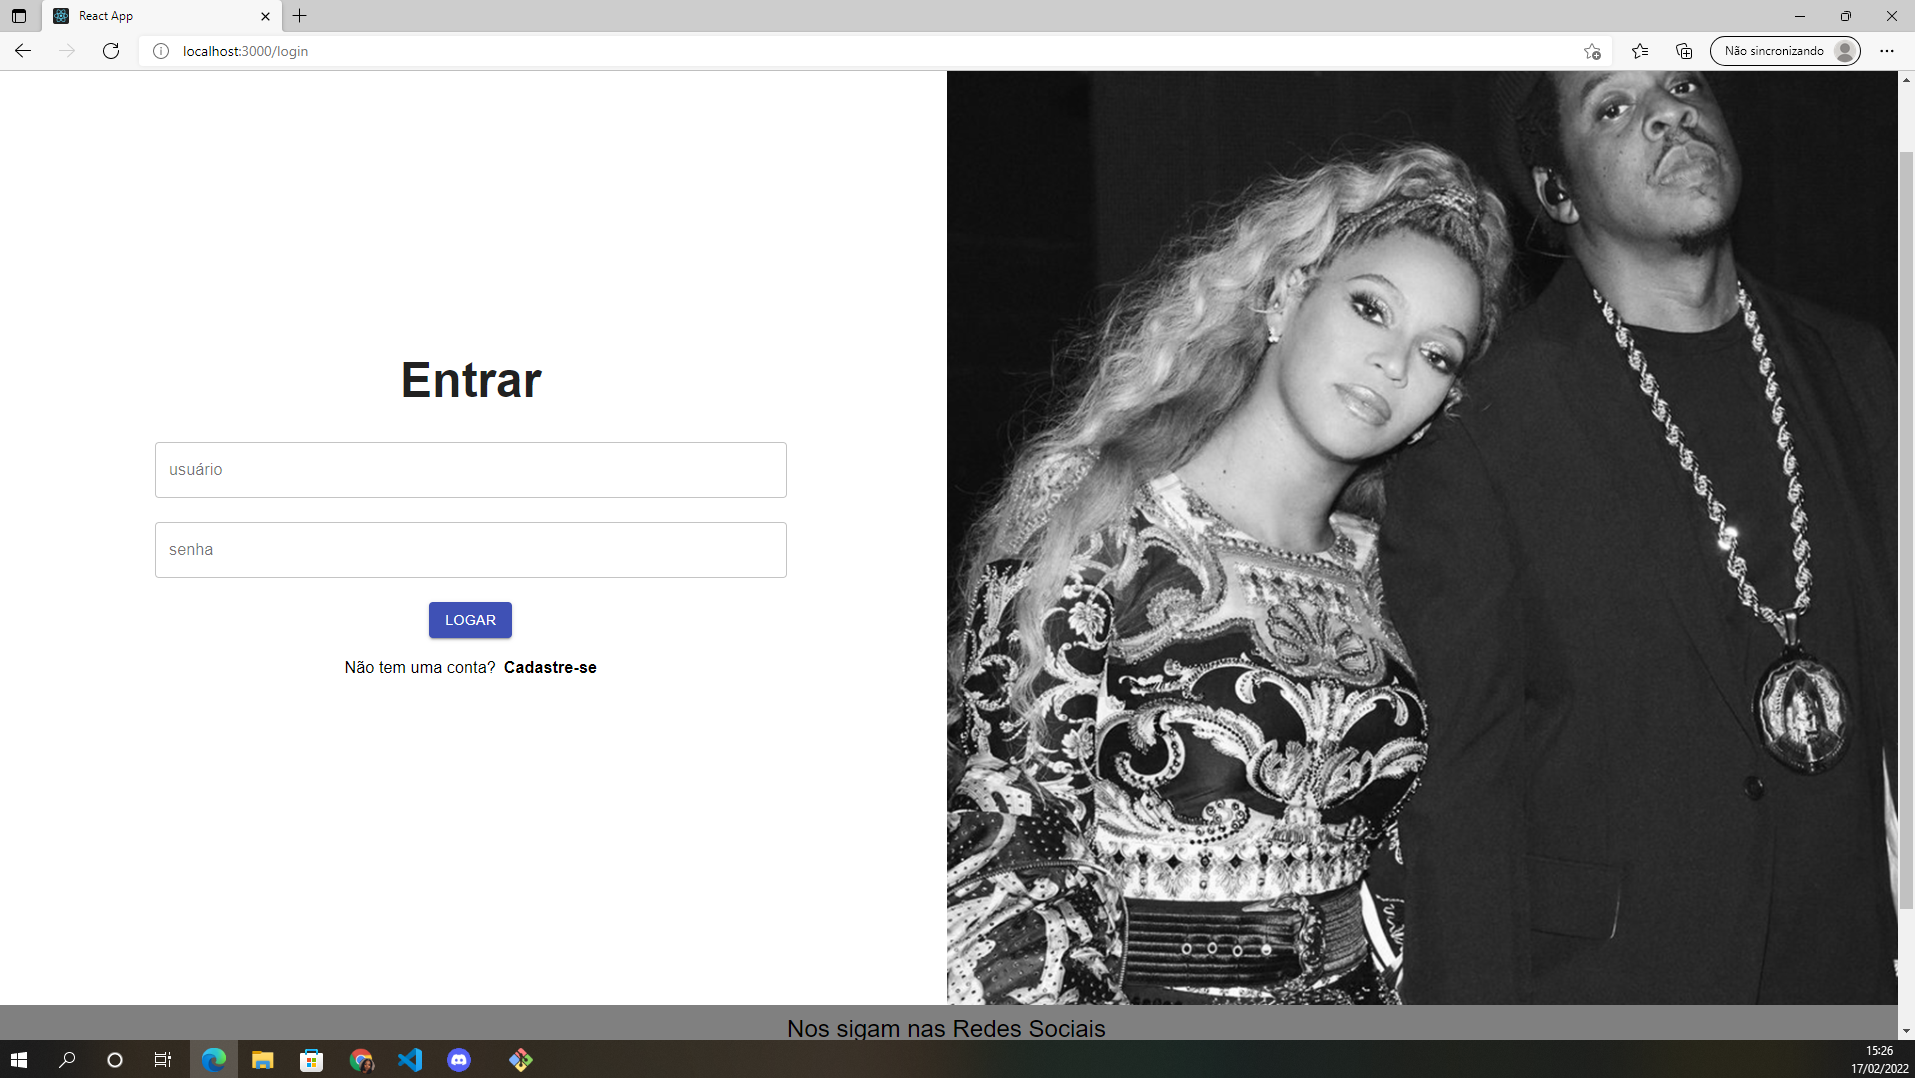 React App
localhost:3000/login
Não sincronizando
Entrar
usuário
senha
LOGAR
Não tem uma conta? Cadastre-se
Nos sigam nas Redes Sociais
15:26
17/02/2022